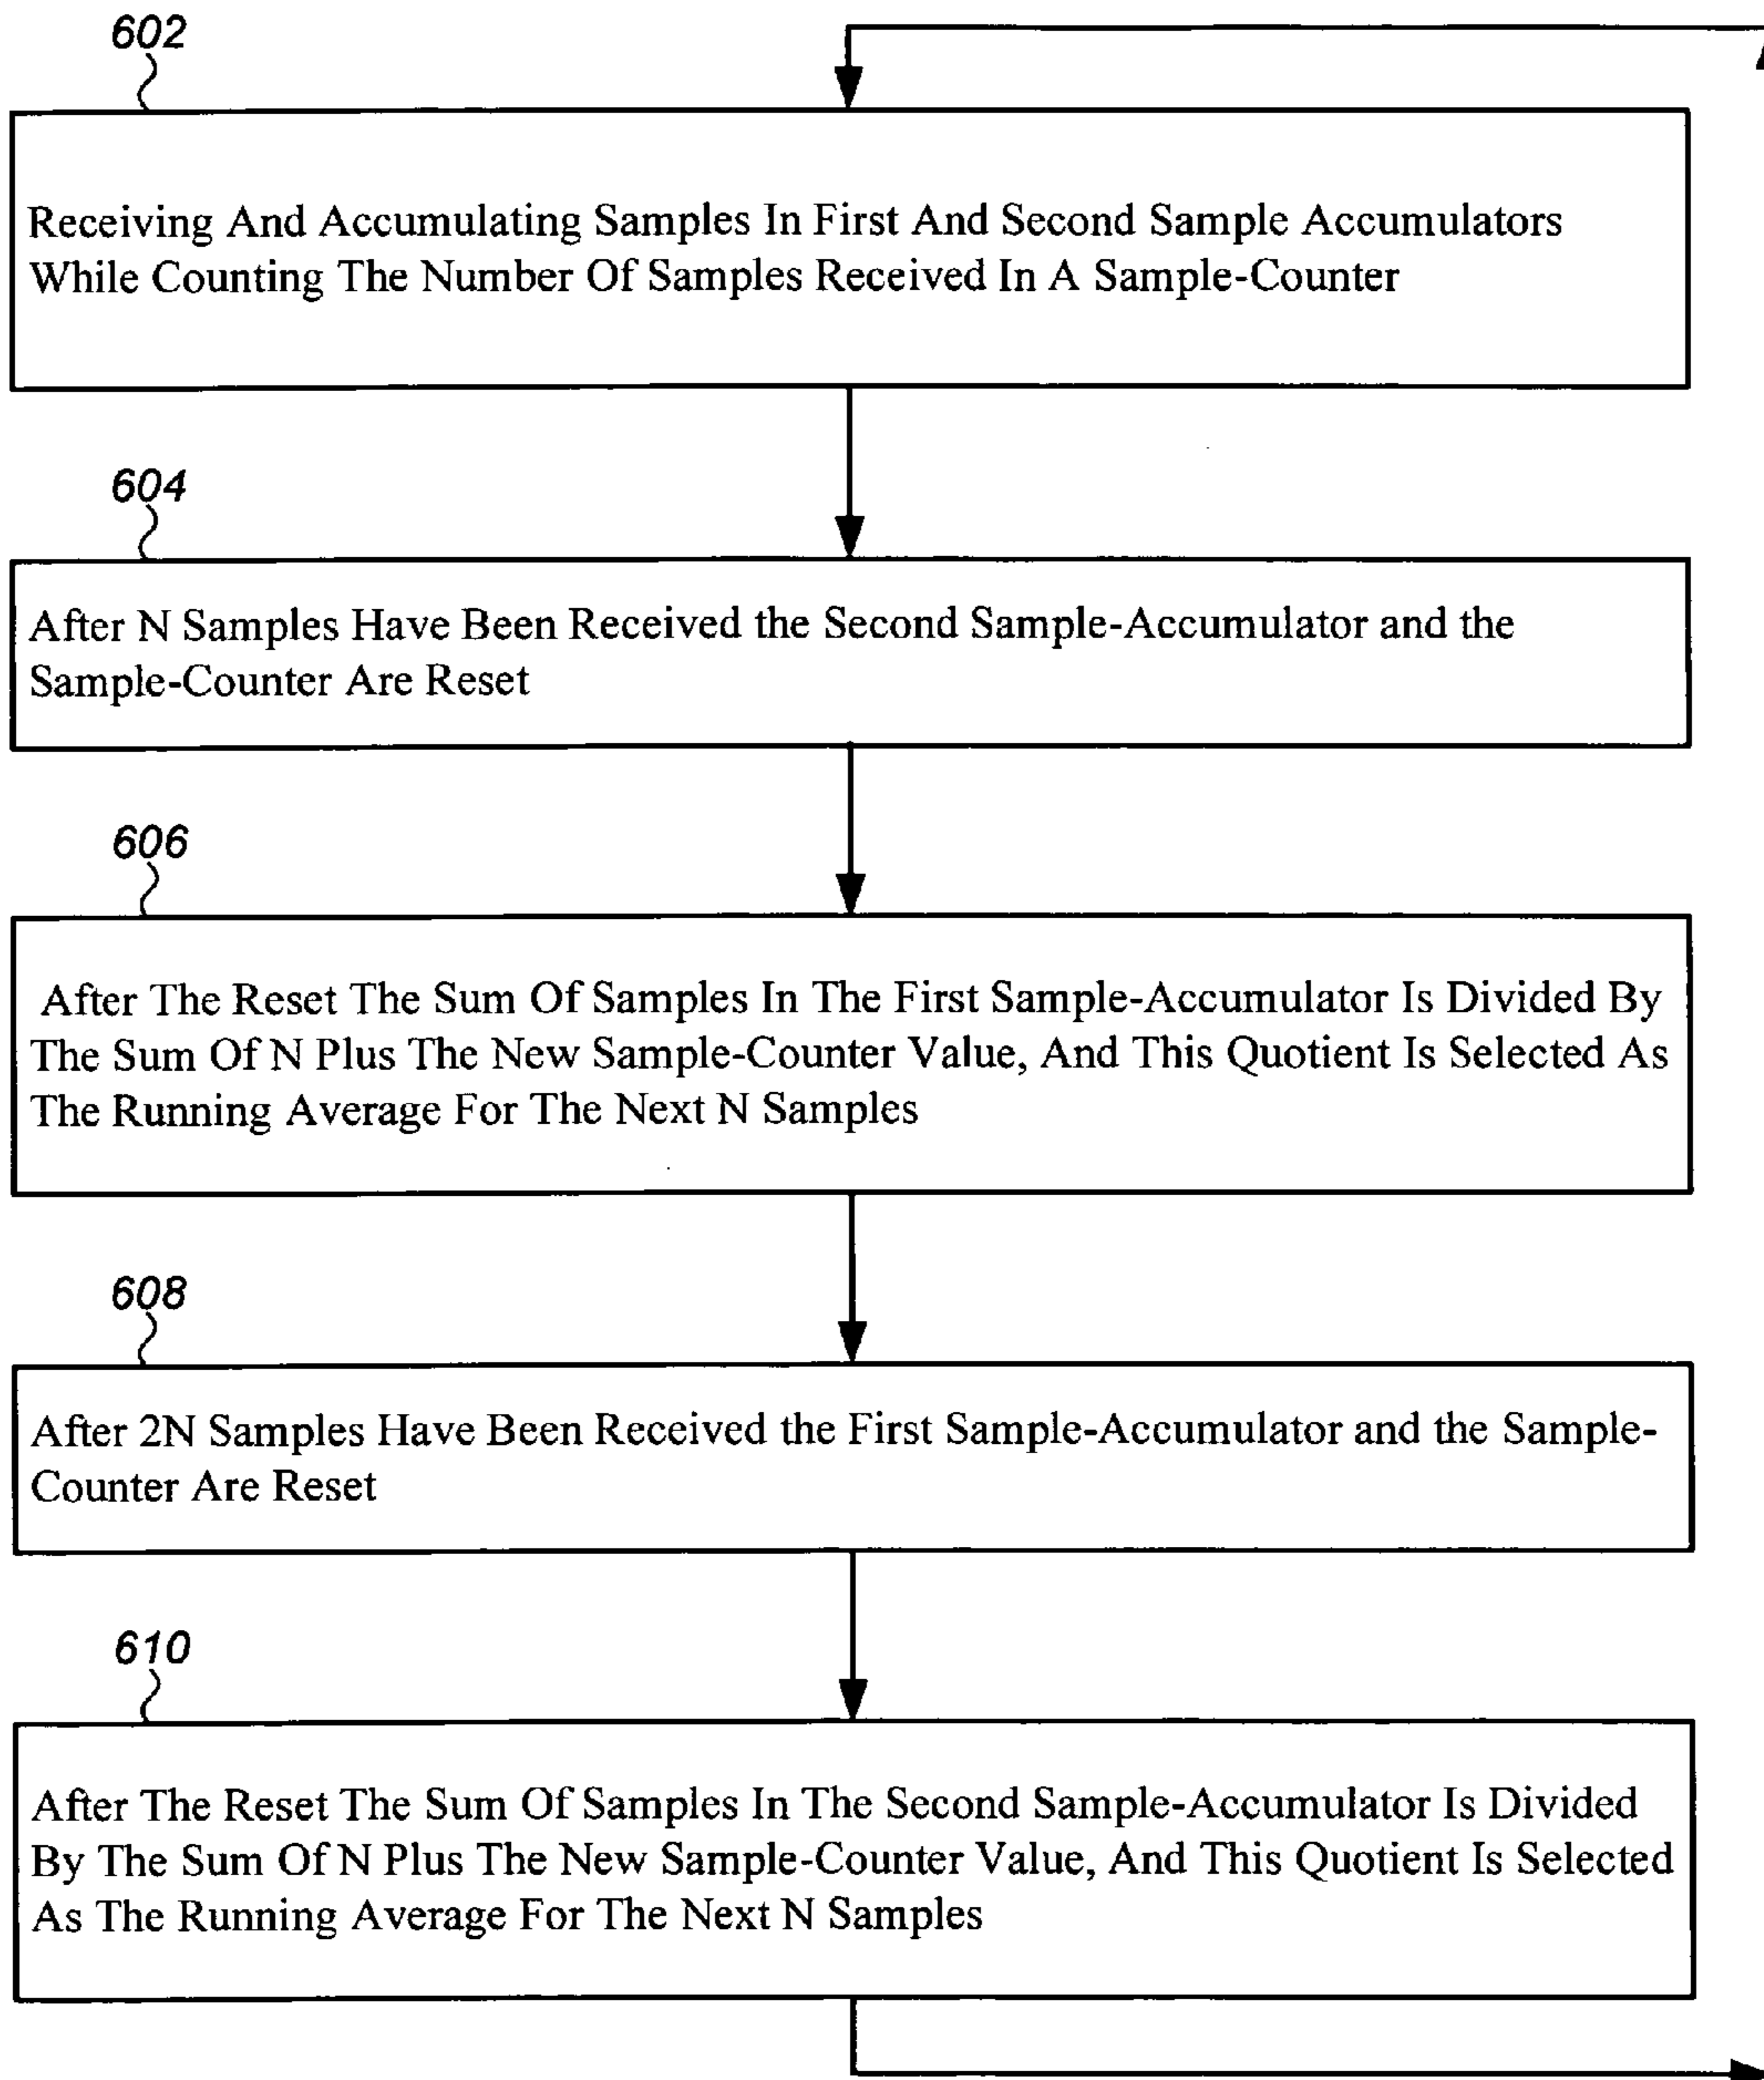 602
Receiving And Accumulating Samples In First And Second Sample Accumulators
While Counting The Number Of Samples Received In A Sample-Counter
604
After N Samples Have Been Received the Second Sample-Accumulator and the
Sample-Counter Are Reset
606
After The Reset The Sum Of Samples In The First Sample-Accumulator Is Divided By
The Sum Of N Plus The New Sample-Counter Value, And This Quotient Is Selected As
The Running Average For The Next N Samples
608
After 2N Samples Have Been Received the First Sample-Accumulator and the Sample-
Counter Are Reset
610
After The Reset The Sum Of Samples In The Second Sample-Accumulator Is Divided
By The Sum Of N Plus The New Sample-Counter Value, And This Quotient Is Selected
As The Running Average For The Next N Samples